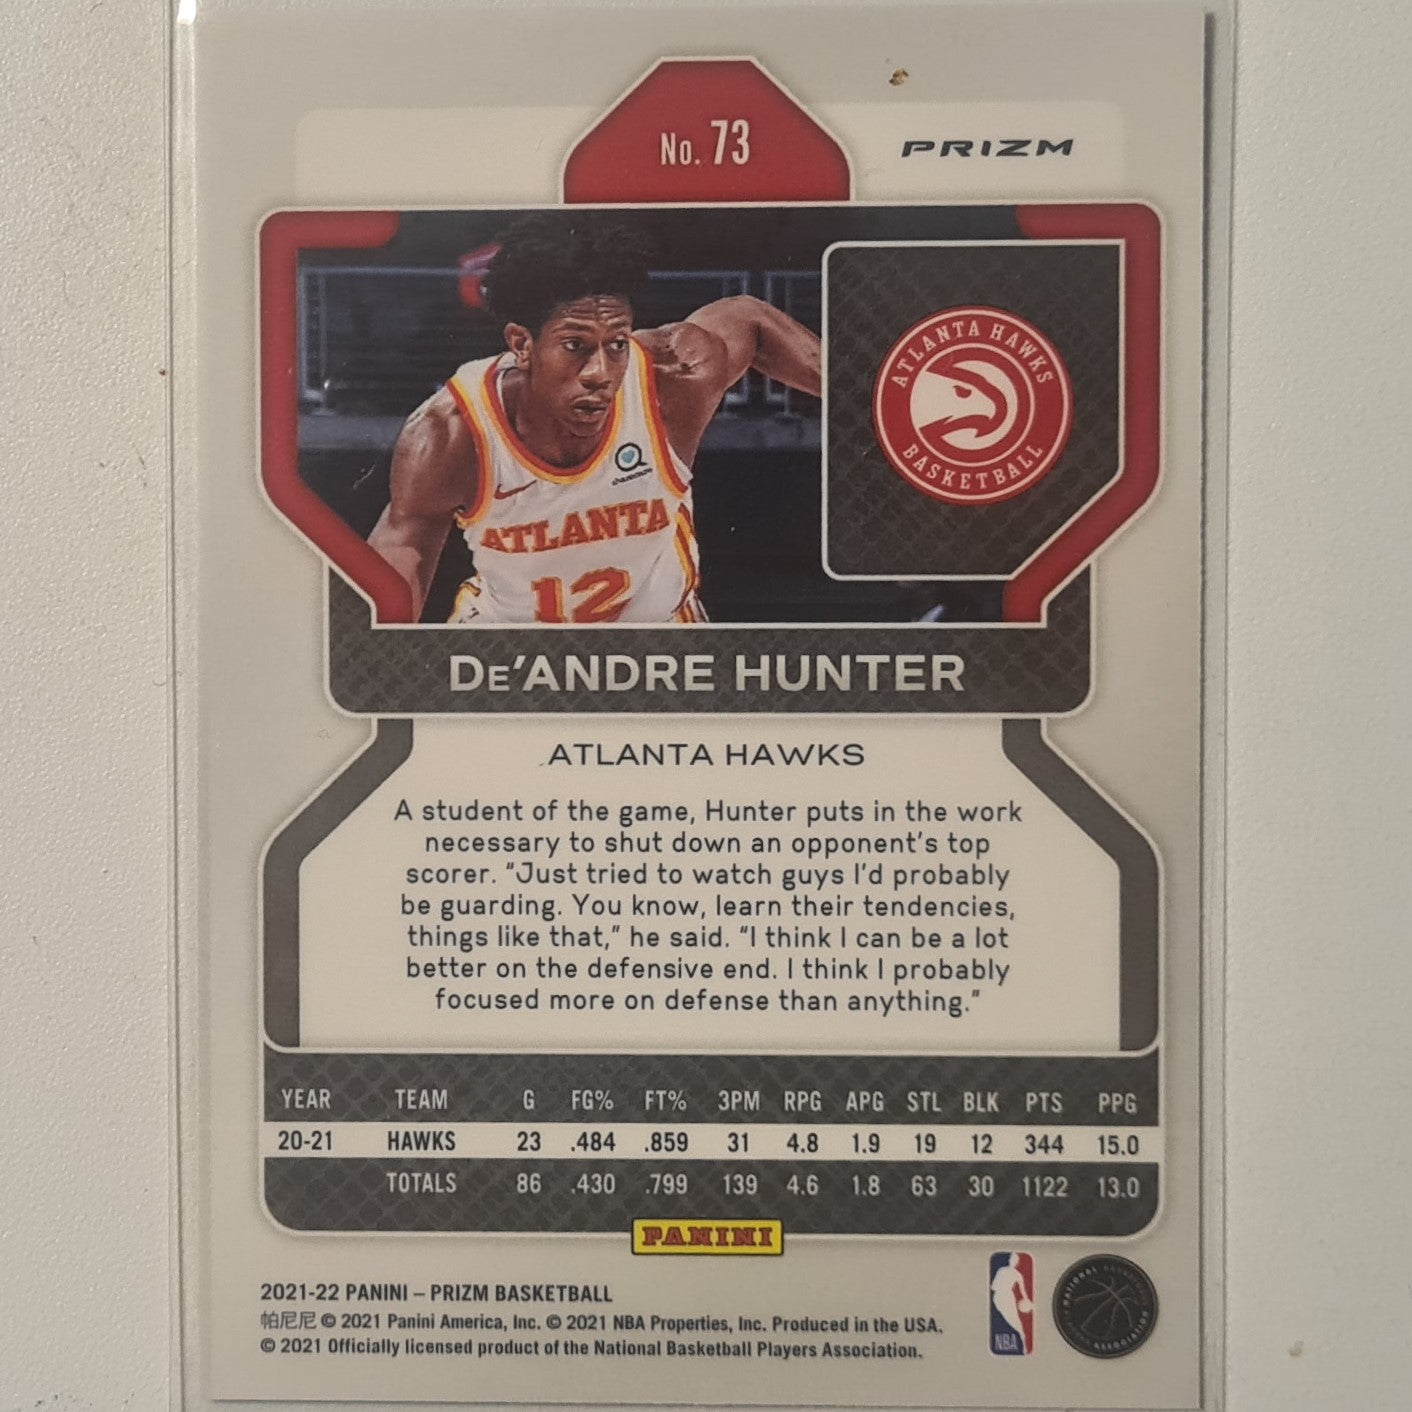 No. 73
PRIZM
ATLANTA HAWKS
BASKETBALL
sharecare
ATLANTA
12
DE'ANDRE HUNTER
ATLANTA HAWKS
A student of the game, Hunter puts in the work
necessary to shut down an opponent's top
scorer. "Just tried to watch guys I'd probably
be guarding. You know, learn their tendencies,
things like that," he said. "I think I can be a lot
better on the defensive end. I think I probably
focused more on defense than anything."
YEAR TEAM G FG% FT% 3PM RPG APG STL BLK PTS PPG
20-21 HAWKS 23 .484 .859 31 4.8 1.9 19 12 344 15.0
TOTALS 86 .430 .799 139 4.6 1.8 63 30 1122 13.0
PANINI
2021-22 PANINI – PRIZM BASKETBALL
帕尼尼 © 2021 Panini America, Inc. © 2021 NBA Properties, Inc. Produced in the USA.
© 2021 Officially licensed product of the National Basketball Players Association.
NBA
NATIONAL BASKETBALL
PLAYERS ASSOCIATION